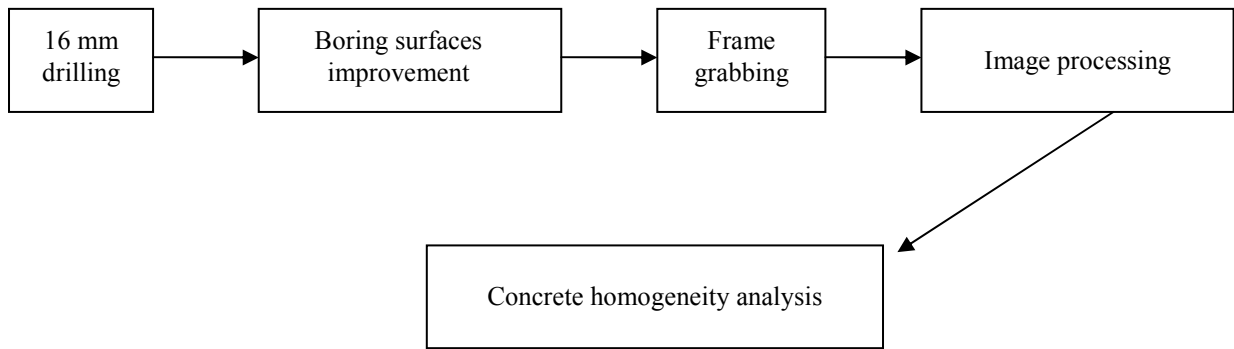 16 mm
drilling
Boring surfaces
improvement
Frame
grabbing
Image processing
Concrete homogeneity analysis